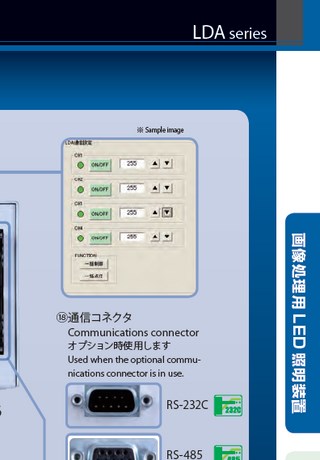 LDA series
※ Sample image
LDA通信設定
CH1
ON/OFF 255 ▲ ▼
CH2
ON/OFF 255 ▲ ▼
CH3
ON/OFF 255 ▲ ▼
CH4
ON/OFF 255 ▲ ▼
FUNCTION
一括制御
一括点灯
⑱通信コネクタ
Communications connector
オプション時使用します
Used when the optional commu-
nications connector is in use.
RS-232C
232C
RS-485
485
画像処理用LED照明装置